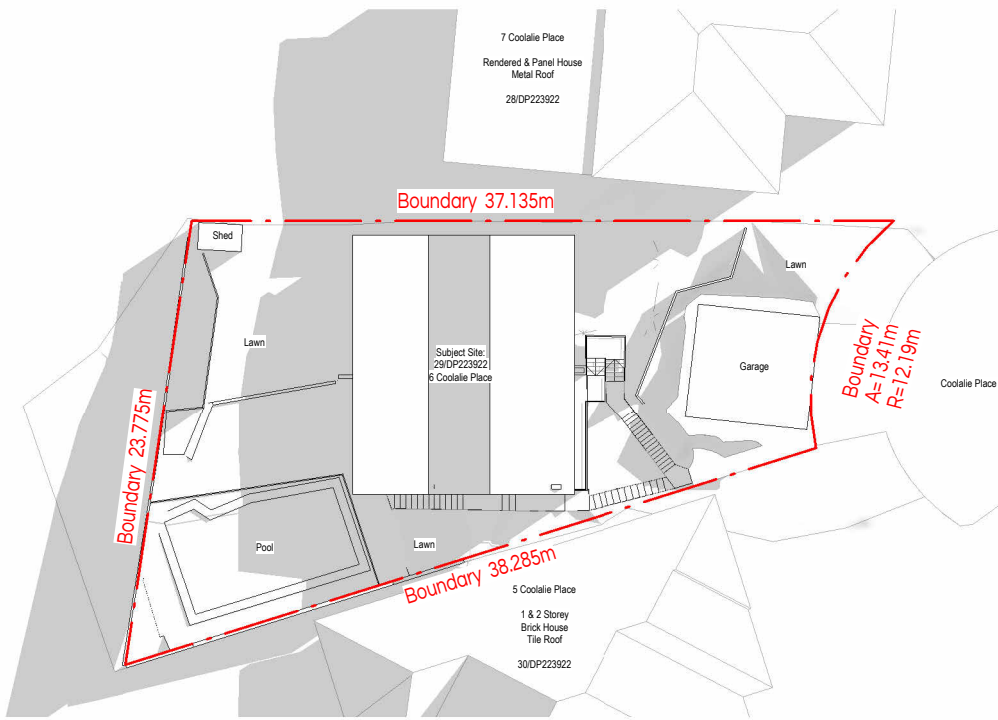 7 Coolalie Place
Rendered & Panel House
Metal Roof
28/DP223922
Boundary 37.135m
Shed
Lawn
Lawn
Subject Site:
29/DP223922
6 Coolalie Place
Garage
Boundary
A=13.41m
R=12.19m
Coolalie Place
Boundary 23.775m
Pool
Lawn
Boundary 38.285m
5 Coolalie Place
1 & 2 Storey
Brick House
Tile Roof
30/DP223922